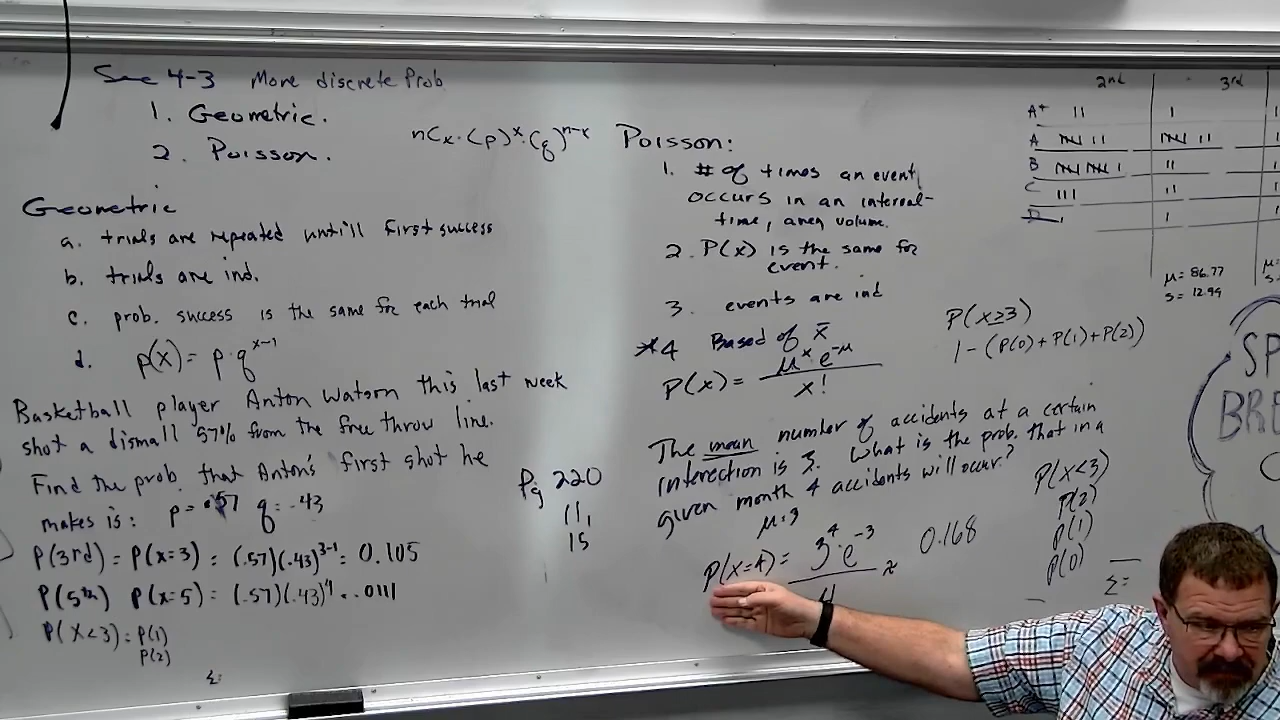 Sec 4-3 More discrete Prob
1. Geometric.
2. Poisson.
nCx·(p)^x·(q)^n-x
Geometric
a. trials are repeated untill first success
b. trials are ind.
c. prob. success is the same for each trial
d. p(x) = p·q^x-1
Basketball player Anton Watson this last week
shot a dismall 57% from the free throw line.
Find the prob that Anton's first shot he
makes is: p=.57 q=.43
P(3rd) = P(x=3) = (.57)(.43)^3-1 = 0.105
P(5th) P(x=5) = (.57)(.43)^4 = .0111
P(X<3) = P(1)
P(2)
Σ
Pg 220
11,
15
Poisson:
1. # of times an event
occurs in an interval-
time, area, volume.
2. P(x) is the same for
event.
3. events are ind
*4 Based of x̄
P(x) = μ^x e^-μ
x!
P(x≥3)
1-(P(0)+P(1)+P(2))
The mean number of accidents at a certain
interection is 3. What is the prob. that in a
given month 4 accidents will occur?
μ=3
P(X=4) = 3^4·e^-3 ≈ 0.168
4
P(X<3)
P(2)
P(1)
P(0)
Σ=
2nd 3rd
A+
A
B
C
D
μ= 86.77
s= 12.99
μ=
s=
SP
BRE